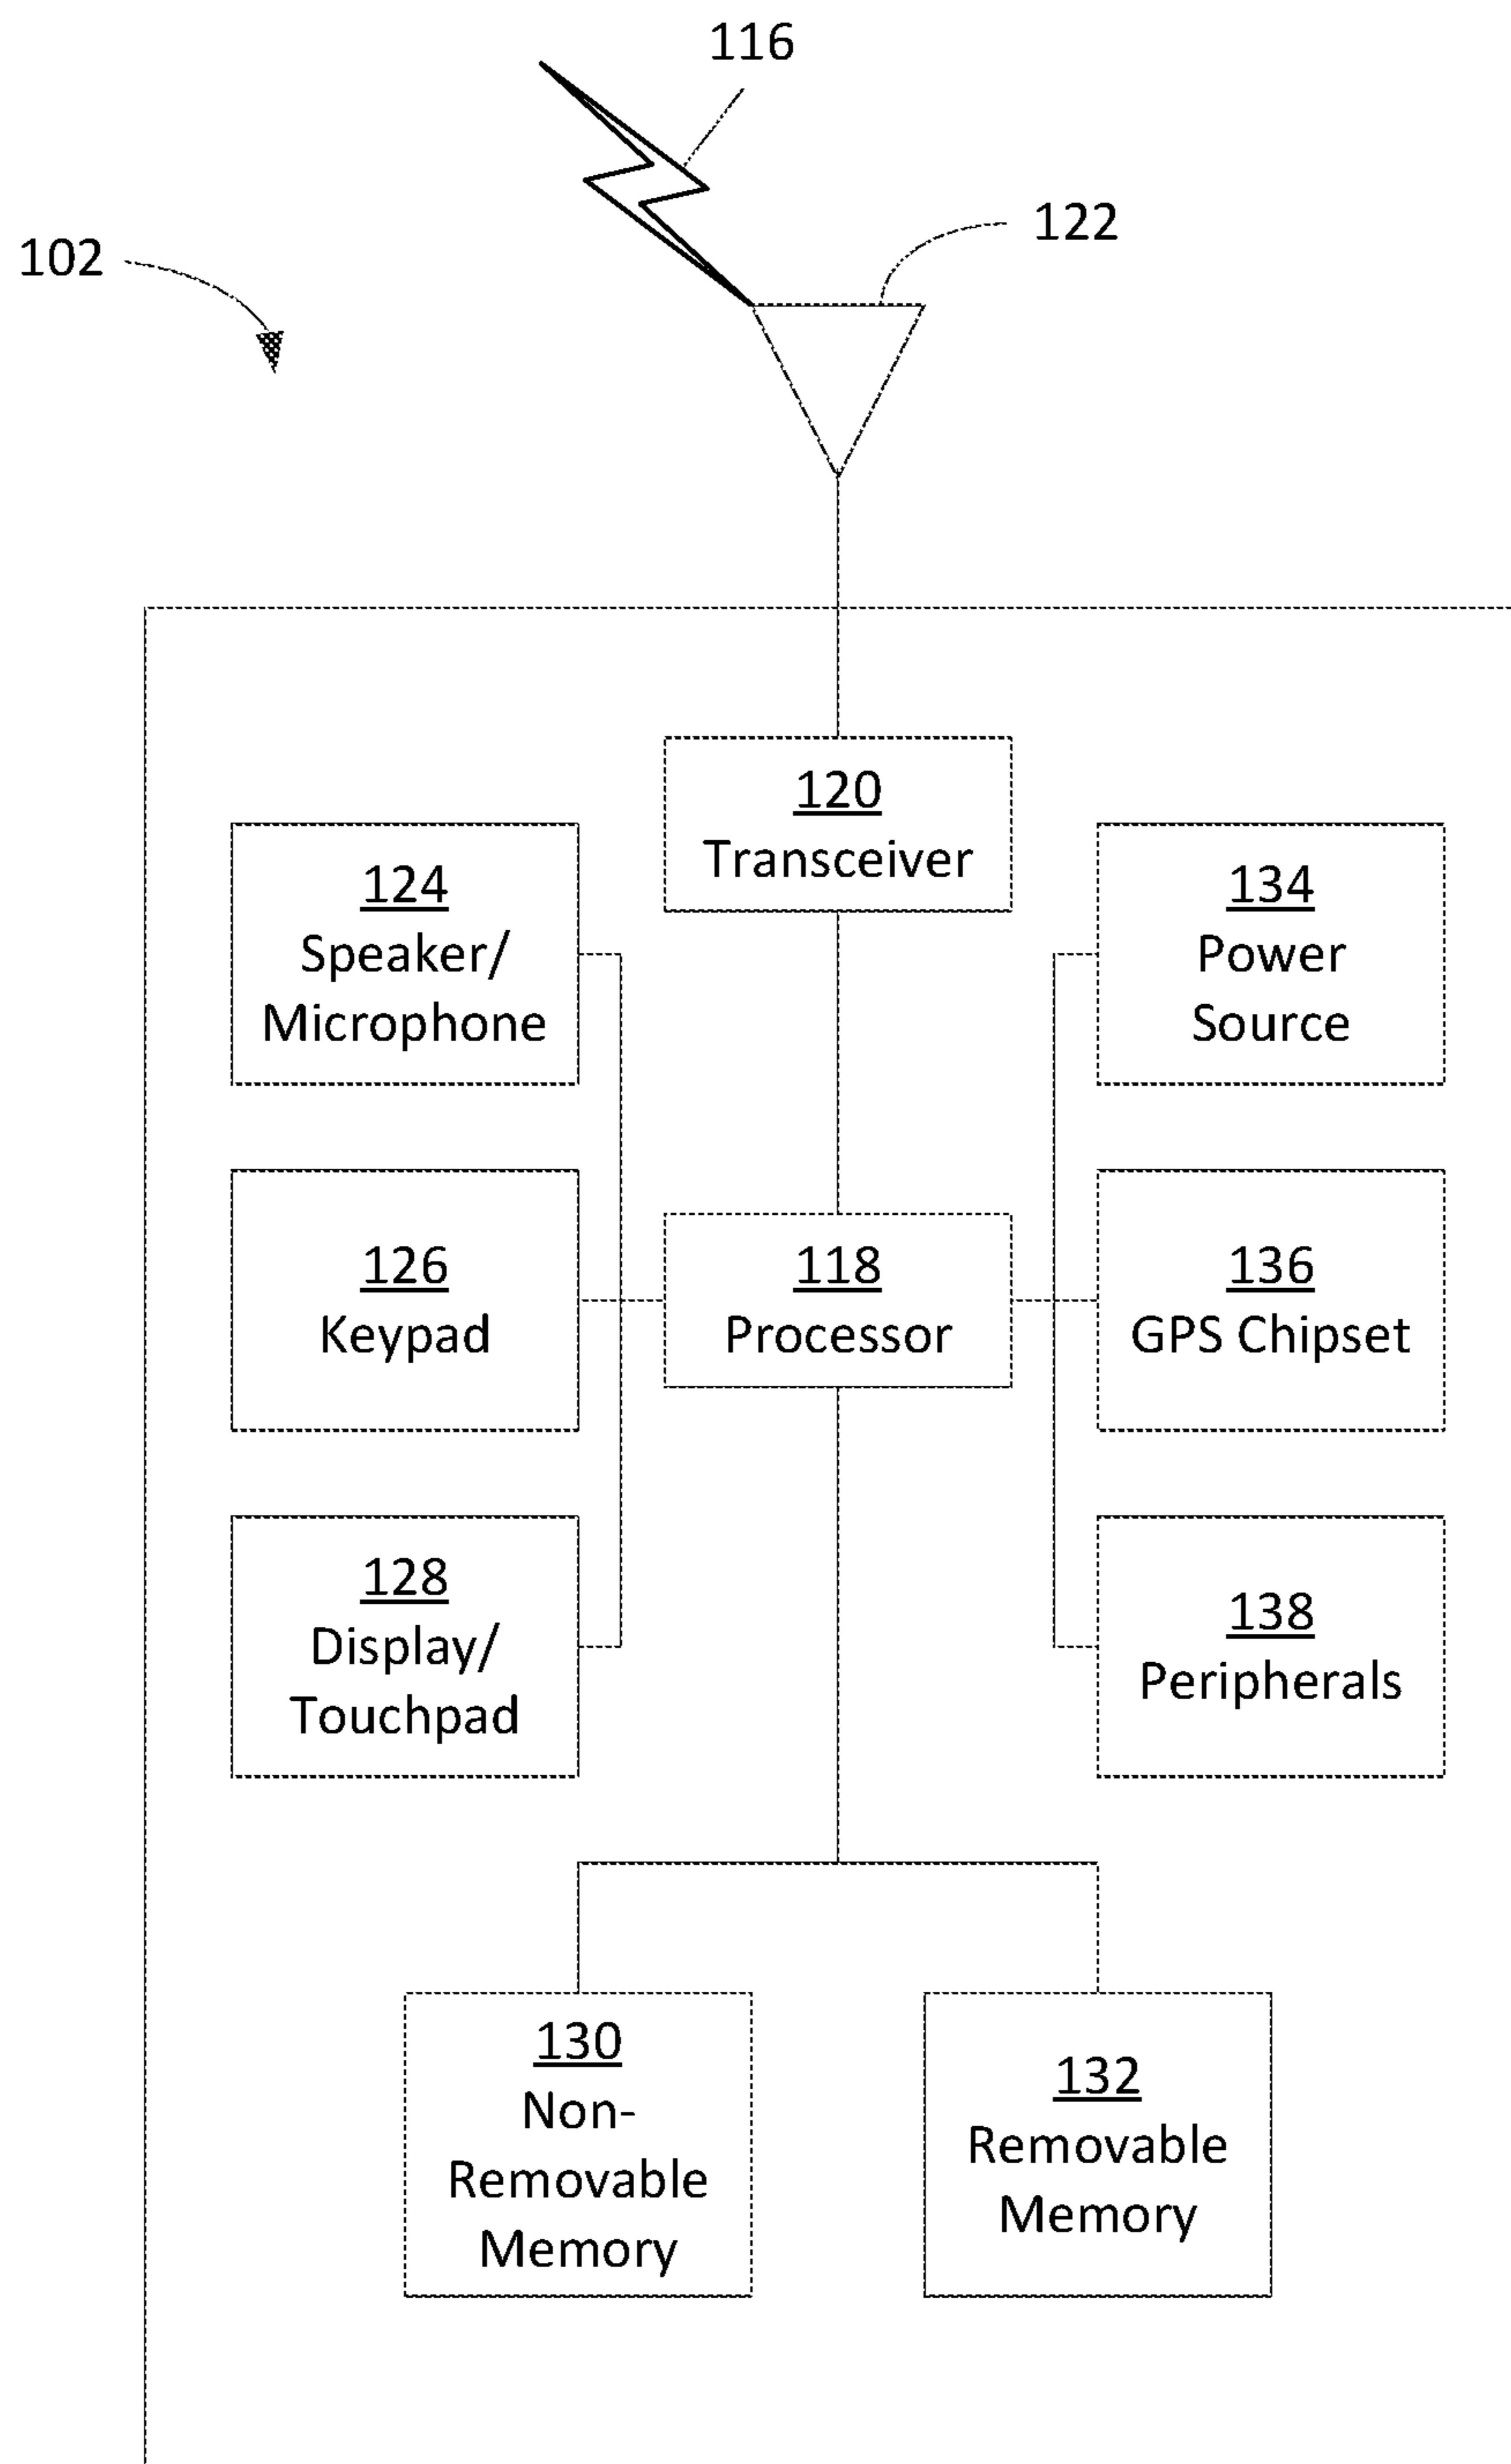 116
122
102
120
Transceiver
124
Speaker/
Microphone
134
Power
Source
126
Keypad
118
Processor
136
GPS Chipset
128
Display/
Touchpad
138
Peripherals
130
Non-
Removable
Memory
132
Removable
Memory